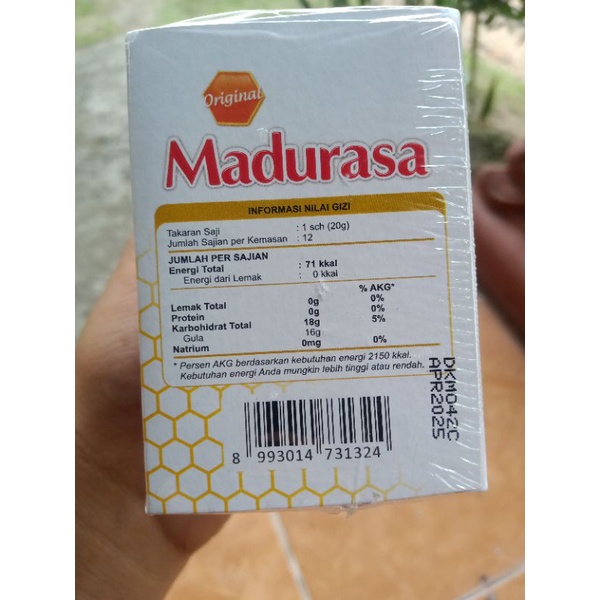 Original
Madurasa
INFORMASI NILAI GIZI
Takaran Saji : 1 sch (20g)
Jumlah Sajian per Kemasan : 12
JUMLAH PER SAJIAN
Energi Total : 71 kkal
Energi dari Lemak : 0 kkal
% AKG*
Lemak Total 0g 0%
Protein 0g 0%
Karbohidrat Total 18g 5%
Gula 16g
Natrium 0mg 0%
* Persen AKG berdasarkan kebutuhan energi 2150 kkal.
Kebutuhan energi Anda mungkin lebih tinggi atau rendah.
DKM042C
APR2025
8 993014 731324